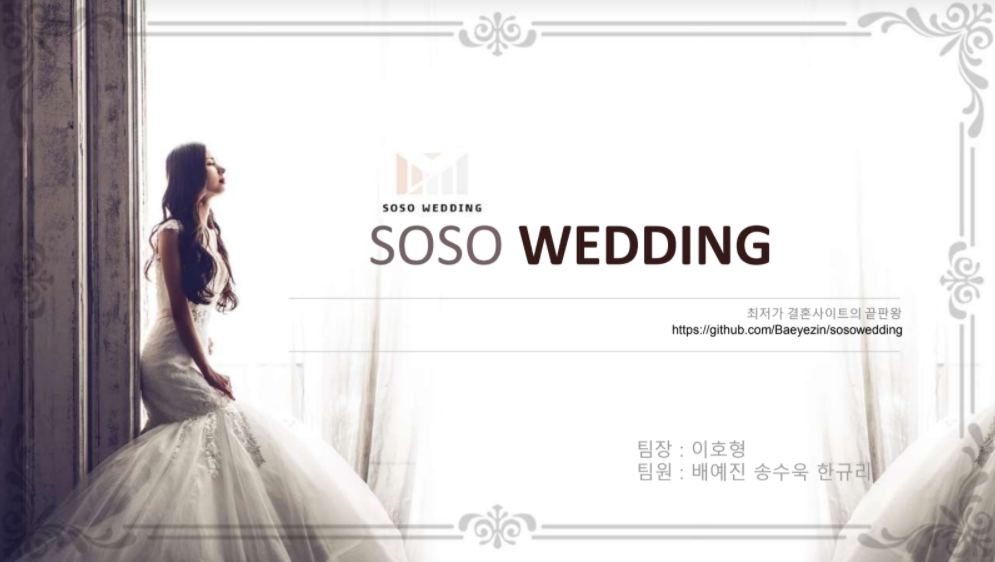 SOSO WEDDING
SOSO WEDDING
최저가 결혼사이트의 끝판왕
https://github.com/Baeyezin/sosowedding
팀장 : 이호형
팀원 : 배예진 송수욱 한규리